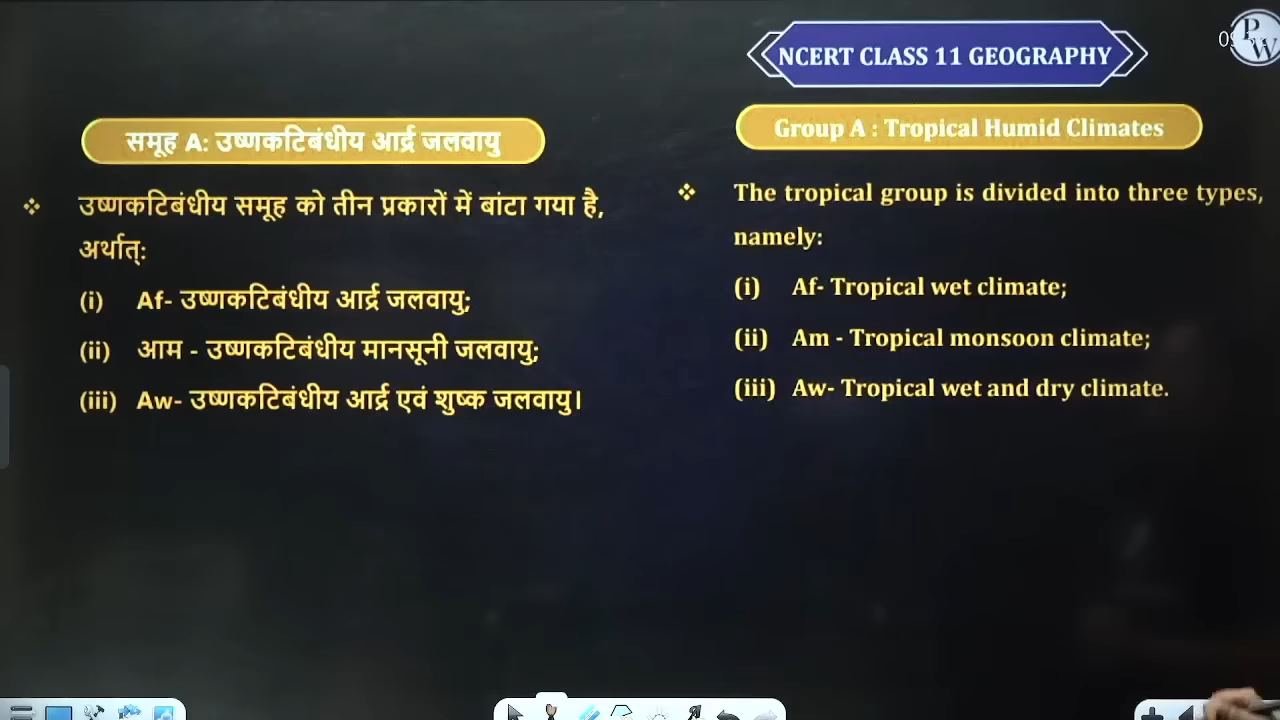 NCERT CLASS 11 GEOGRAPHY
PW
समूह A: उष्णकटिबंधीय आर्द्र जलवायु
❖ उष्णकटिबंधीय समूह को तीन प्रकारों में बांटा गया है,
अर्थात्:
(i) Af- उष्णकटिबंधीय आर्द्र जलवायु;
(ii) आम - उष्णकटिबंधीय मानसूनी जलवायु;
(iii) Aw- उष्णकटिबंधीय आर्द्र एवं शुष्क जलवायु।
Group A : Tropical Humid Climates
❖ The tropical group is divided into three types,
namely:
(i) Af- Tropical wet climate;
(ii) Am - Tropical monsoon climate;
(iii) Aw- Tropical wet and dry climate.